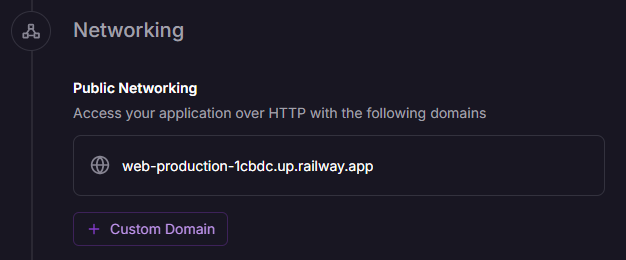 Networking
Public Networking
Access your application over HTTP with the following domains
web-production-1cbdc.up.railway.app
+ Custom Domain